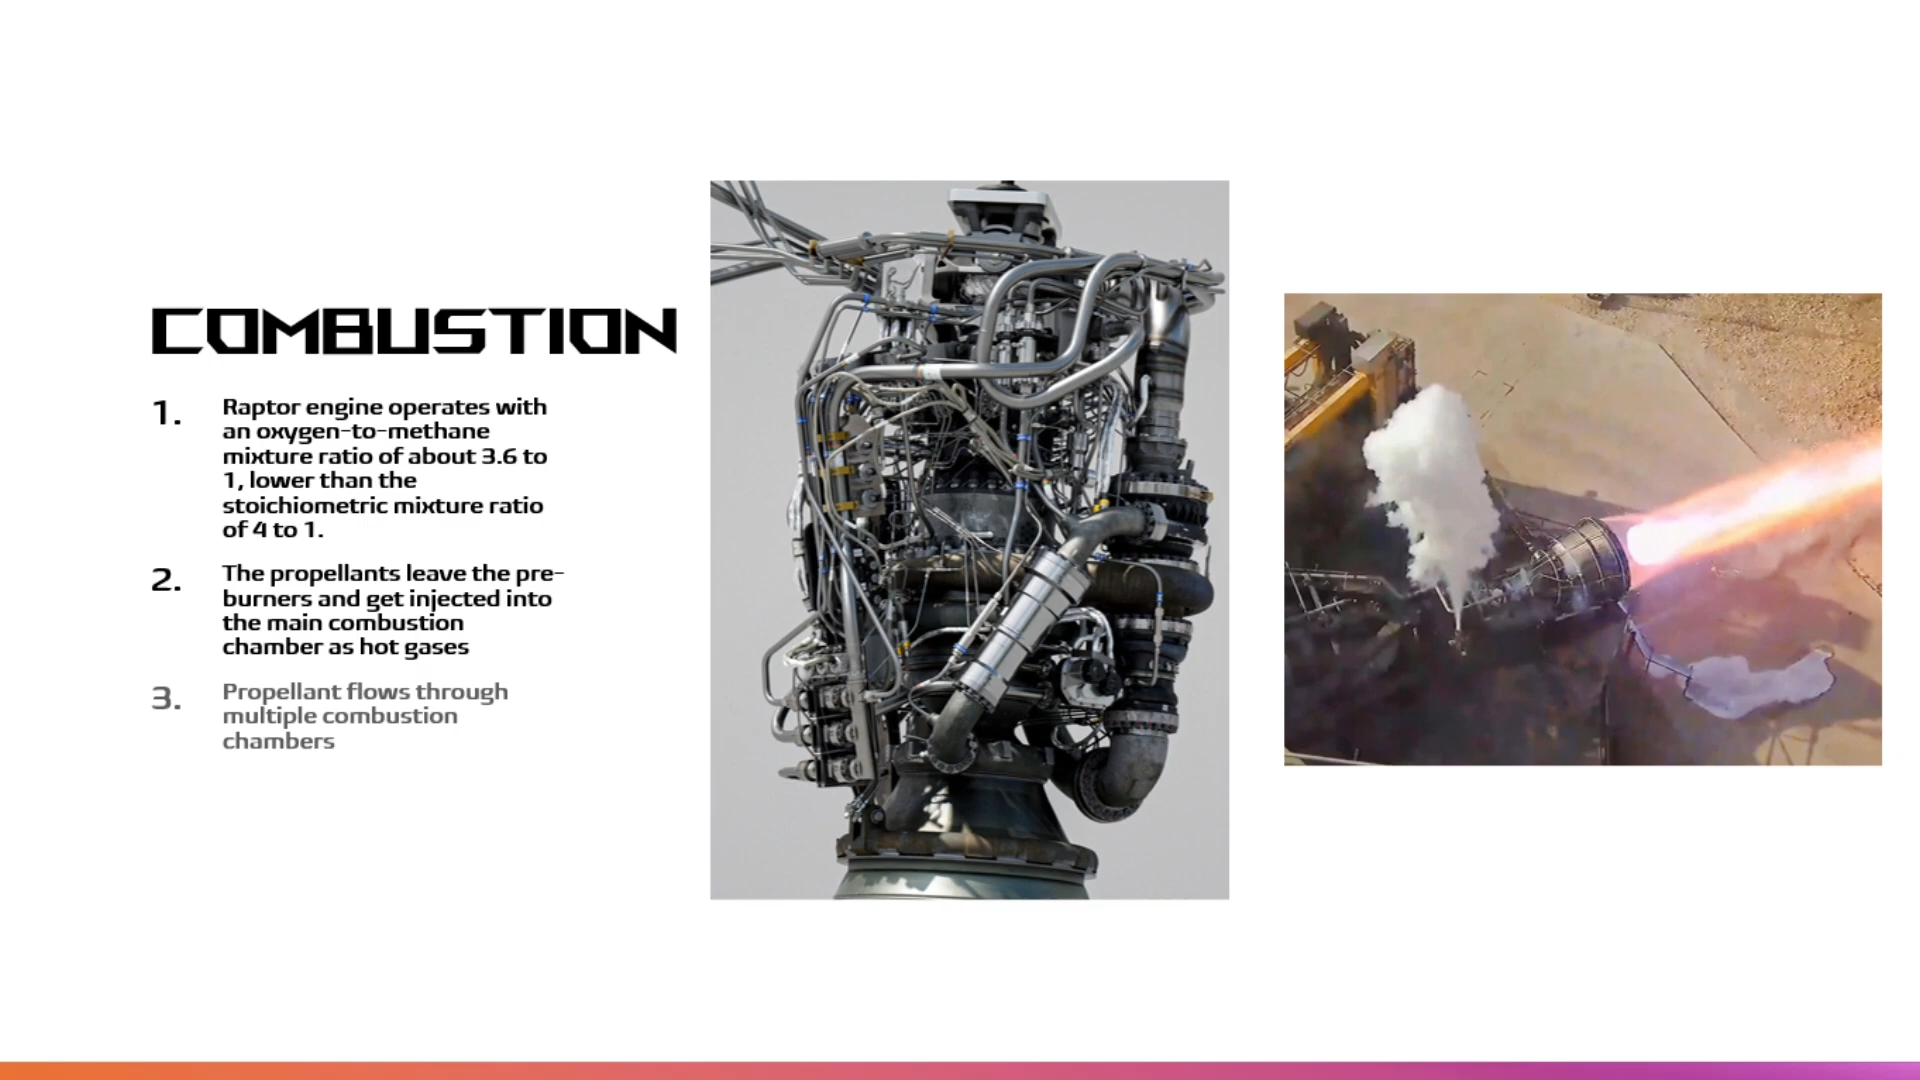 COMBUSTION
1. Raptor engine operates with
an oxygen-to-methane
mixture ratio of about 3.6 to
1, lower than the
stoichiometric mixture ratio
of 4 to 1.
2. The propellants leave the pre-
burners and get injected into
the main combustion
chamber as hot gases
3. Propellant flows through
multiple combustion
chambers